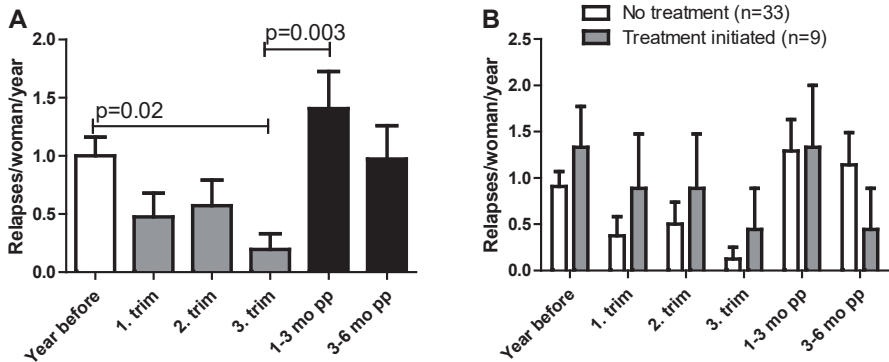 A
Relapses/woman/year
2.0
1.5
1.0
0.5
0.0
p=0.003
p=0.02
Year before
1. trim
2. trim
3. trim
1-3 mo pp
3-6 mo pp
B
No treatment (n=33)
Treatment initiated (n=9)
Relapses/woman/year
2.5
2.0
1.5
1.0
0.5
0.0
Year before
1. trim
2. trim
3. trim
1-3 mo pp
3-6 mo pp